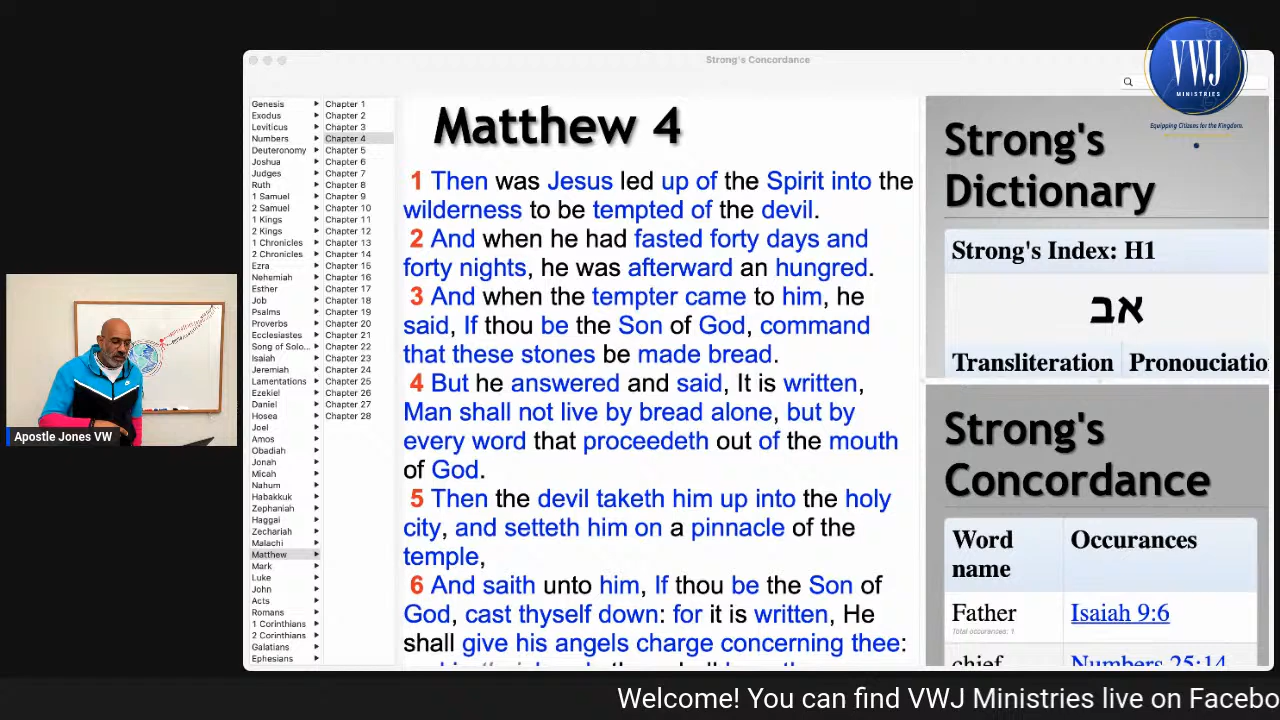 Strong's Concordance
VWJ
MINISTRIES
Equipping Citizens for the Kingdom.
Genesis
Exodus
Leviticus
Numbers
Deuteronomy
Joshua
Judges
Ruth
1 Samuel
2 Samuel
1 Kings
2 Kings
1 Chronicles
2 Chronicles
Ezra
Nehemiah
Esther
Job
Psalms
Proverbs
Ecclesiastes
Song of Solo...
Isaiah
Jeremiah
Lamentations
Ezekiel
Daniel
Hosea
Joel
Amos
Obadiah
Jonah
Micah
Nahum
Habakkuk
Zephaniah
Haggai
Zechariah
Malachi
Matthew
Mark
Luke
John
Acts
Romans
1 Corinthians
2 Corinthians
Galatians
Ephesians
Chapter 1
Chapter 2
Chapter 3
Chapter 4
Chapter 5
Chapter 6
Chapter 7
Chapter 8
Chapter 9
Chapter 10
Chapter 11
Chapter 12
Chapter 13
Chapter 14
Chapter 15
Chapter 16
Chapter 17
Chapter 18
Chapter 19
Chapter 20
Chapter 21
Chapter 22
Chapter 23
Chapter 24
Chapter 25
Chapter 26
Chapter 27
Chapter 28
Matthew 4
1 Then was Jesus led up of the Spirit into the
wilderness to be tempted of the devil.
2 And when he had fasted forty days and
forty nights, he was afterward an hungred.
3 And when the tempter came to him, he
said, If thou be the Son of God, command
that these stones be made bread.
4 But he answered and said, It is written,
Man shall not live by bread alone, but by
every word that proceedeth out of the mouth
of God.
5 Then the devil taketh him up into the holy
city, and setteth him on a pinnacle of the
temple,
6 And saith unto him, If thou be the Son of
God, cast thyself down: for it is written, He
shall give his angels charge concerning thee:
Strong's
Dictionary
Strong's Index: H1
אב
Transliteration Pronouciatio
Strong's
Concordance
Word Occurances
name
Father Isaiah 9:6
Total occurances: 1
chief Numbers 25:14
Apostle Jones VW
Welcome! You can find VWJ Ministries live on Facebo